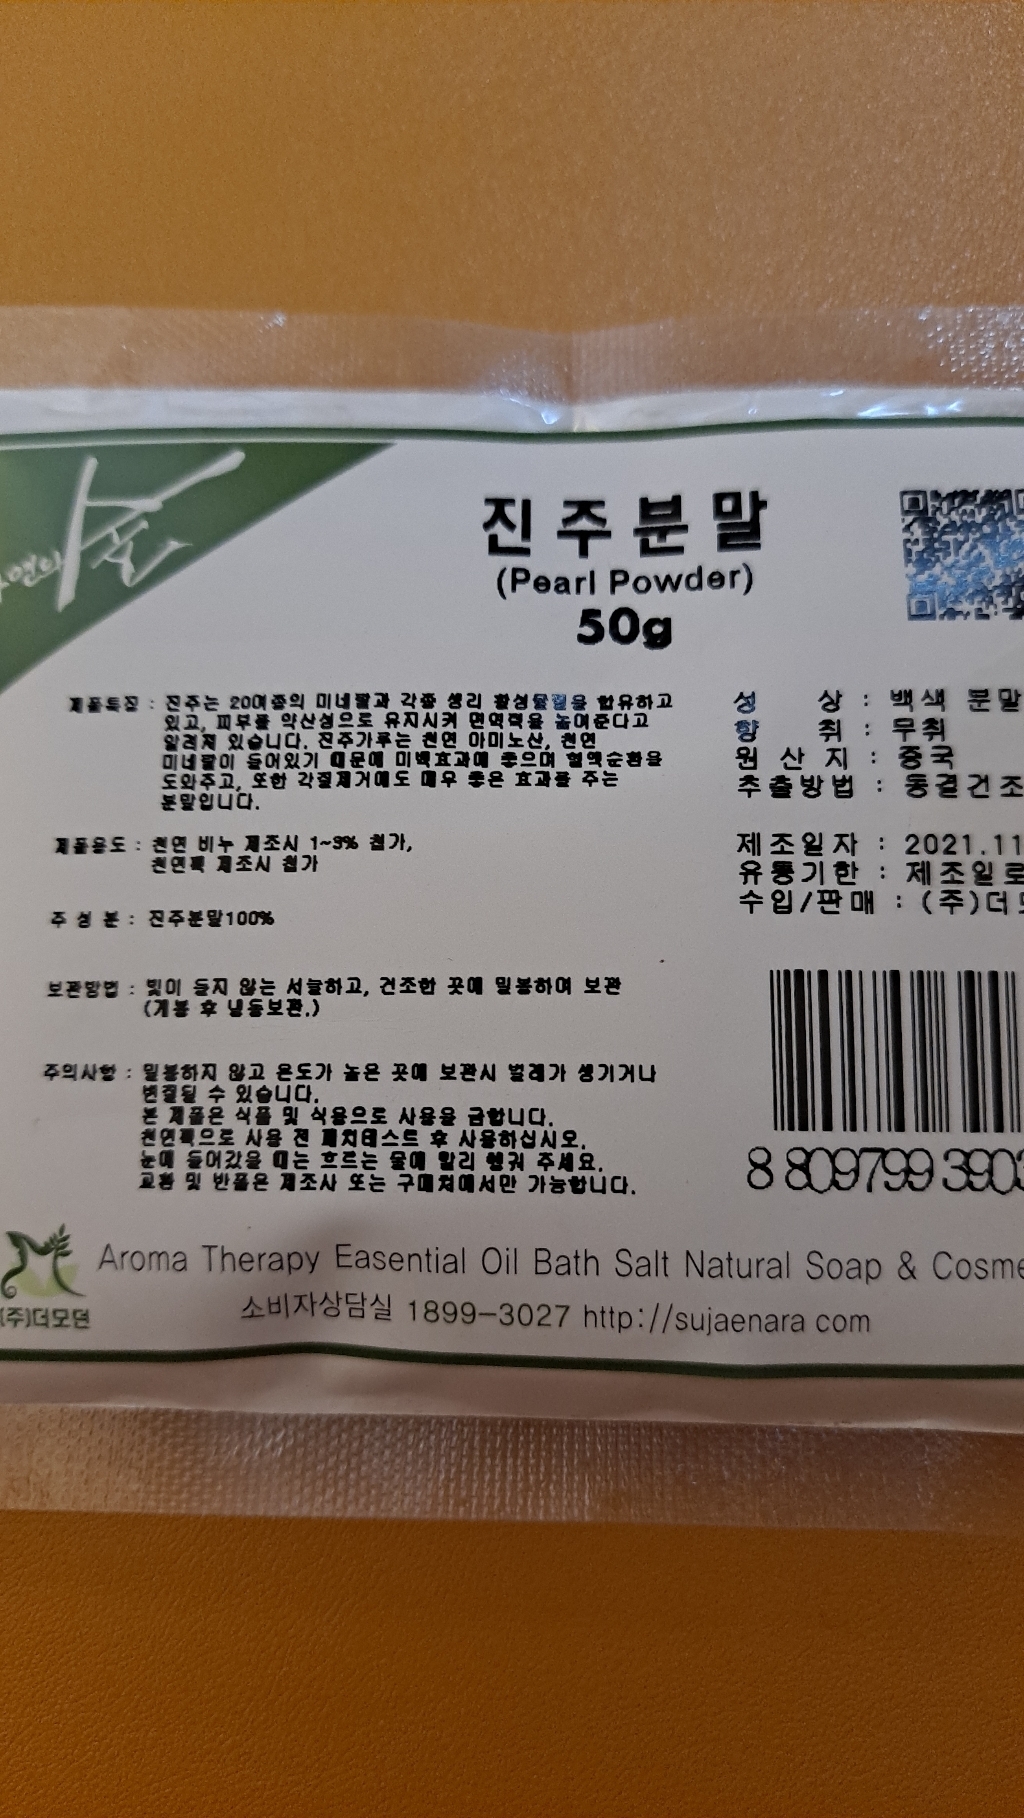 진주분말
(Pearl Powder)
50g
제품특징 : 진주는 20여종의 미네랄과 각종 생리 활성물질을 함유하고
있고, 피부를 약산성으로 유지시켜 면역력을 높여준다고
알려져 있습니다. 진주가루는 천연 아미노산, 천연
미네랄이 들어있기 때문에 미백효과에 좋으며 혈액순환을
도와주고, 또한 각질제거에도 매우 좋은 효과를 주는
분말입니다.
제품용도 : 천연 비누 제조시 1~3% 첨가,
천연팩 제조시 첨가
주 성 분 : 진주분말100%
보관방법 : 빛이 들지 않는 서늘하고, 건조한 곳에 밀봉하여 보관
(개봉 후 냉동보관.)
주의사항 : 밀봉하지 않고 온도가 높은 곳에 보관시 벌레가 생기거나
변질될 수 있습니다.
본 제품은 식품 및 식용으로 사용을 금합니다.
천연팩으로 사용 전 패치테스트 후 사용하십시오.
눈에 들어갔을 때는 흐르는 물에 빨리 헹궈 주세요.
교환 및 반품은 제조사 또는 구매처에서만 가능합니다.
성 상 : 백색 분말
향 취 : 무취
원 산 지 : 중국
추출방법 : 동결건조
제조일자 : 2021.11
유통기한 : 제조일로
수입/판매 : (주)더
8 809799 3903
Aroma Therapy Easential Oil Bath Salt Natural Soap & Cosme
(주)더모먼
소비자상담실 1899-3027 http://sujaenara com